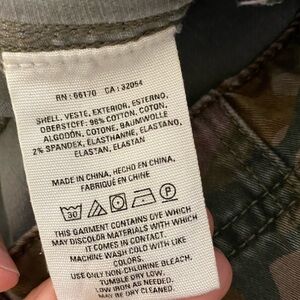 RN: 66170 CA: 32054
SHELL, VESTE, EXTERIOR, ESTERNO,
OBERSTOFF: 98% COTTON, COTON,
ALGODÓN, COTONE, BAUMWOLLE
2% SPANDEX, ELASTHANNE, ELASTANO,
ELASTAN, ELASTAN
MADE IN CHINA, HECHO EN CHINA,
FABRIQUÉ EN CHINE
30 P
THIS GARMENT CONTAINS DYE WHICH
MAY DISCOLOR MATERIALS WITH WHICH
IT COMES IN CONTACT.
MACHINE WASH COLD WITH LIKE
COLORS.
USE ONLY NON-CHLORINE BLEACH.
TUMBLE DRY LOW.
LOW IRON AS NEEDED.
MAY BE DRY CLEANED.